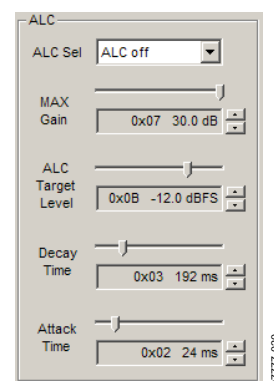 ALC
ALC Sel ALC off
MAX
Gain 0x07 30.0 dB
ALC
Target
Level 0x0B -12.0 dBFS
Decay
Time 0x03 192 ms
Attack
Time 0x02 24 ms